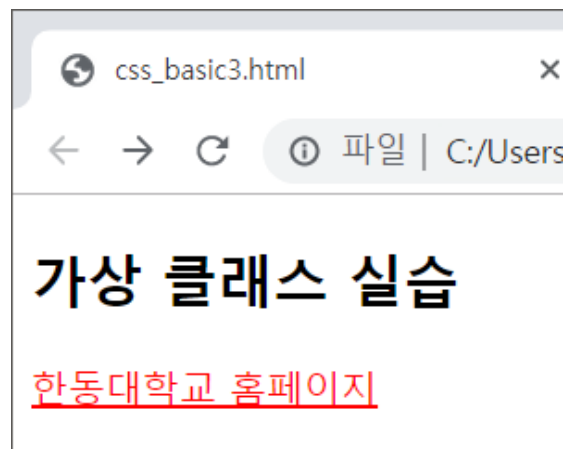 css_basic3.html
파일 | C:/Users
가상 클래스 실습
한동대학교 홈페이지